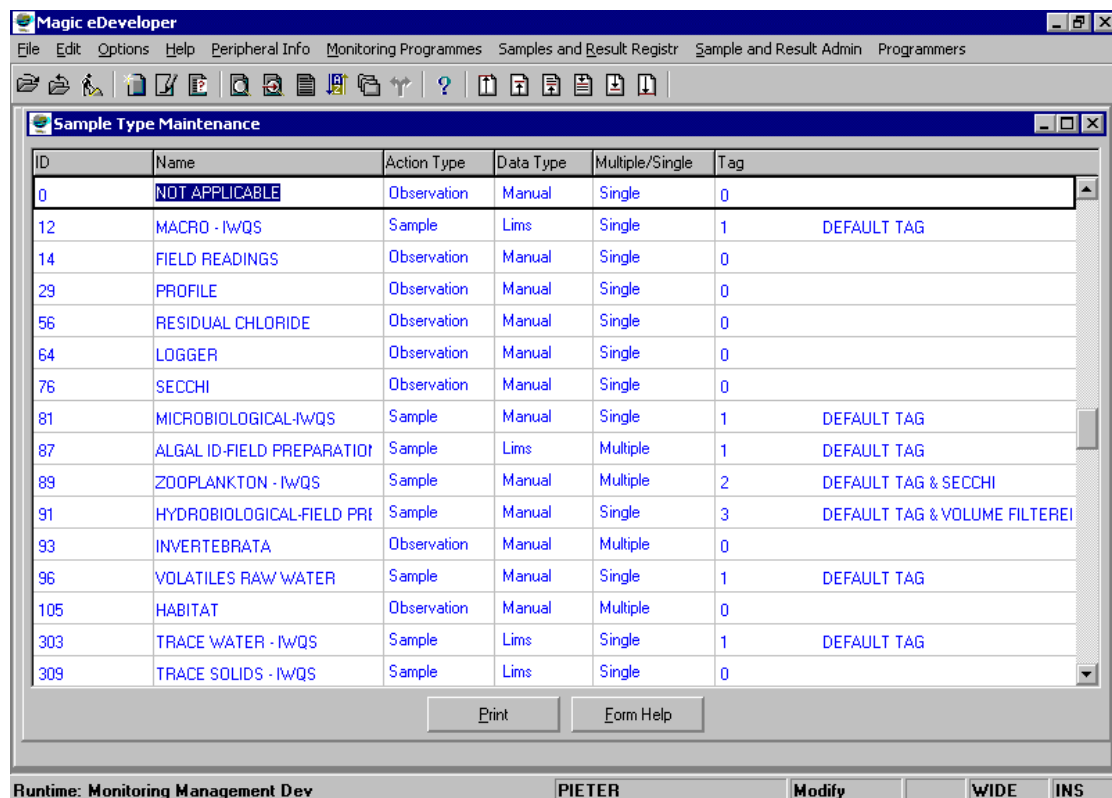 Magic eDeveloper
File Edit Options Help Peripheral Info Monitoring Programmes Samples and Result Registr Sample and Result Admin Programmers
Sample Type Maintenance
ID Name Action Type Data Type Multiple/Single Tag
0 NOT APPLICABLE Observation Manual Single 0
12 MACRO - IWQS Sample Lims Single 1 DEFAULT TAG
14 FIELD READINGS Observation Manual Single 0
29 PROFILE Observation Manual Single 0
56 RESIDUAL CHLORIDE Observation Manual Single 0
64 LOGGER Observation Manual Single 0
76 SECCHI Observation Manual Single 0
81 MICROBIOLOGICAL-IWQS Sample Manual Single 1 DEFAULT TAG
87 ALGAL ID-FIELD PREPARATION Sample Lims Multiple 1 DEFAULT TAG
89 ZOOPLANKTON - IWQS Sample Manual Multiple 2 DEFAULT TAG & SECCHI
91 HYDROBIOLOGICAL-FIELD PRE Sample Manual Single 3 DEFAULT TAG & VOLUME FILTERE
93 INVERTEBRATA Observation Manual Multiple 0
96 VOLATILES RAW WATER Sample Manual Single 1 DEFAULT TAG
105 HABITAT Observation Manual Multiple 0
303 TRACE WATER - IWQS Sample Lims Single 1 DEFAULT TAG
309 TRACE SOLIDS - IWQS Sample Lims Single 0
Print Form Help
Runtime: Monitoring Management Dev PIETER Modify WIDE INS